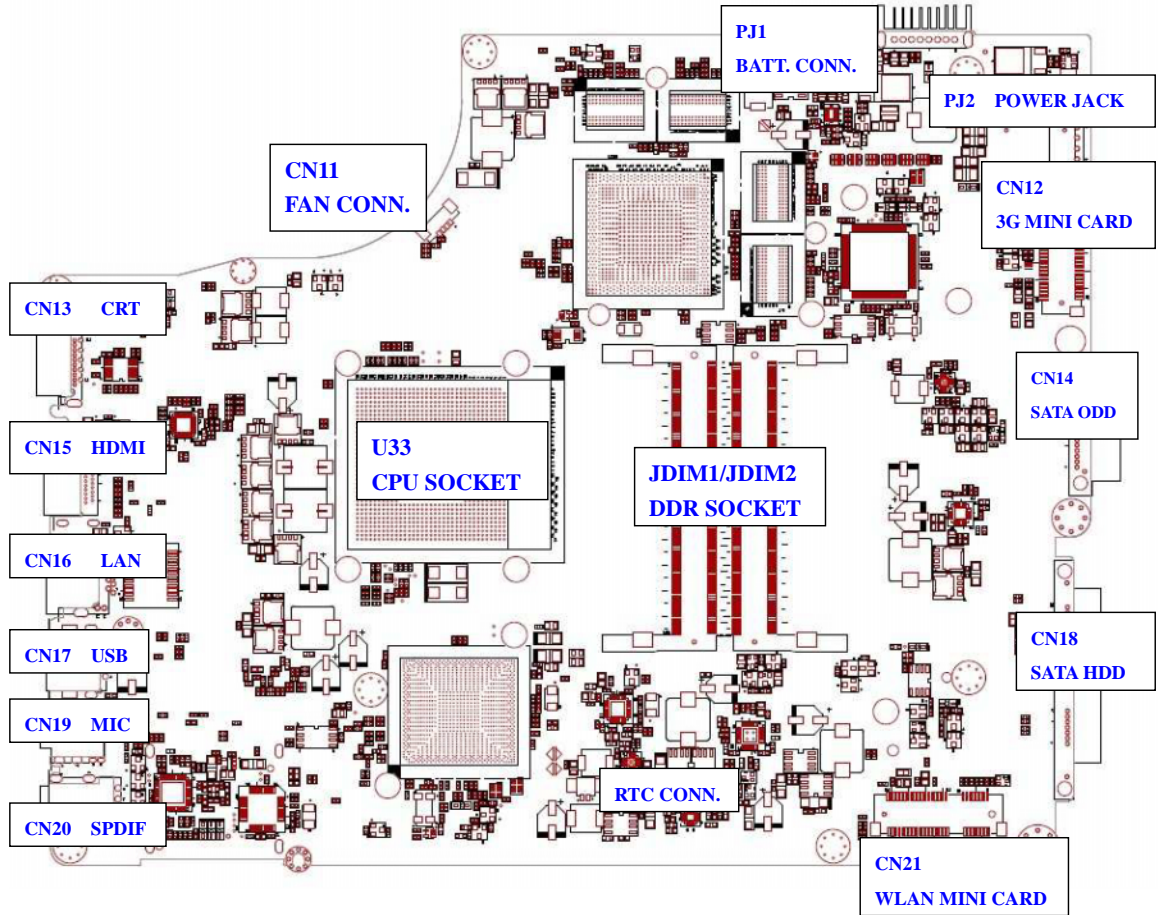 PJ1
BATT. CONN.
PJ2 POWER JACK
CN11
FAN CONN.
CN12
3G MINI CARD
CN13 CRT
CN14
SATA ODD
CN15 HDMI
U33
CPU SOCKET
JDIM1/JDIM2
DDR SOCKET
CN16 LAN
CN17 USB
CN18
SATA HDD
CN19 MIC
RTC CONN.
CN20 SPDIF
CN21
WLAN MINI CARD